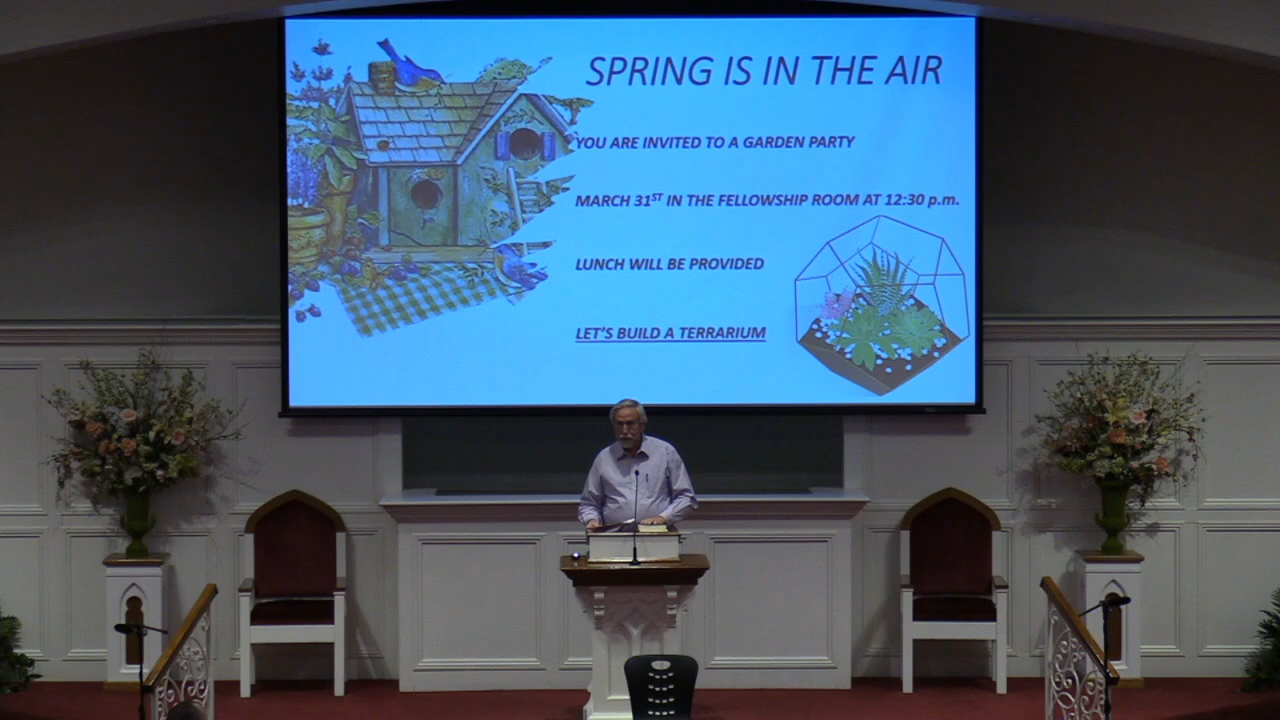 SPRING IS IN THE AIR
YOU ARE INVITED TO A GARDEN PARTY
MARCH 31ST IN THE FELLOWSHIP ROOM AT 12:30 p.m.
LUNCH WILL BE PROVIDED
LET'S BUILD A TERRARIUM